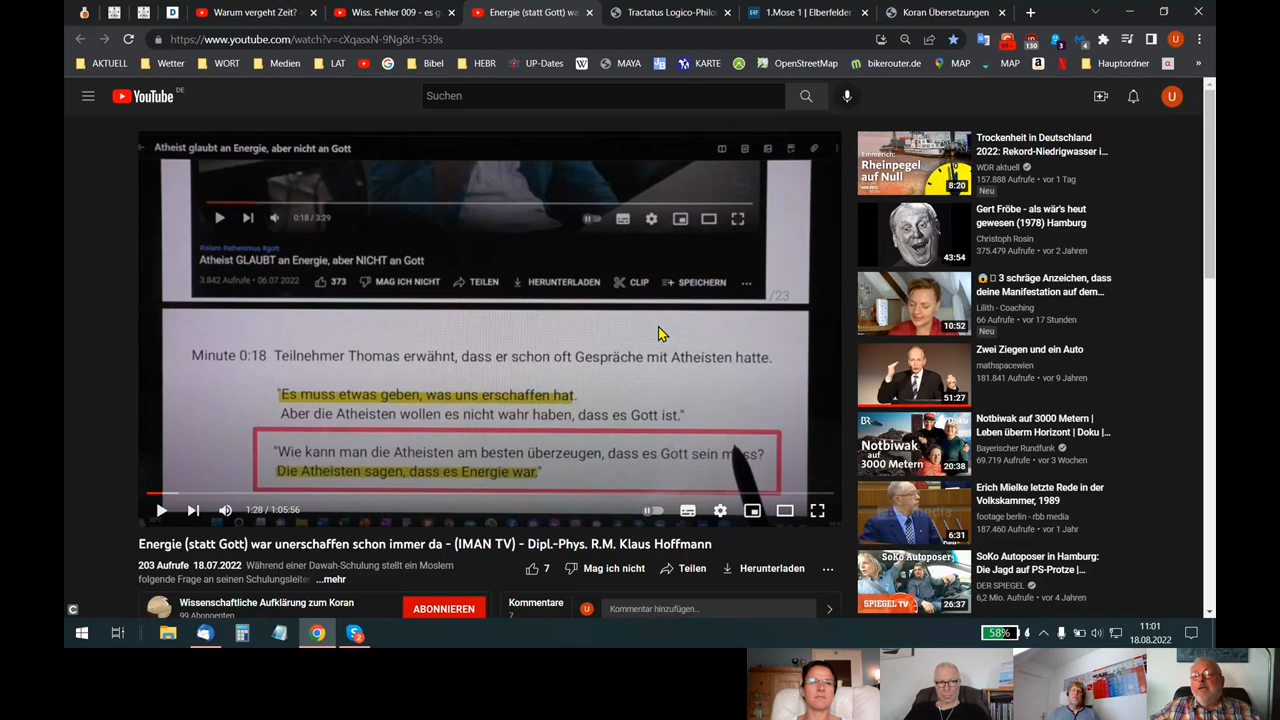 Warum vergeht Zeit? -
Wiss. Fehler 009 - es g
Energie (statt Gott) wa
Tractatus Logico-Philo
1.Mose 1 | Elberfelder
Koran Übersetzungen
https://www.youtube.com/watch?v=cXqasxN-9Ng&t=539s
AKTUELL
Wetter
WORT
Medien
LAT
Bibel
HEBR
UP-Dates
MAYA
KARTE
OpenStreetMap
bikerouter.de
MAP
MAP
Hauptordner
YouTube DE
Suchen
Atheist glaubt an Energie, aber nicht an Gott
0:18 / 3:29
#islam #atheismus #gott
Atheist GLAUBT an Energie, aber NICHT an Gott
3.842 Aufrufe • 06.07.2022
373
MAG ICH NICHT
TEILEN
HERUNTERLADEN
CLIP
SPEICHERN
/23
Minute 0:18 Teilnehmer Thomas erwähnt, dass er schon oft Gespräche mit Atheisten hatte.
"Es muss etwas geben, was uns erschaffen hat.
Aber die Atheisten wollen es nicht wahr haben, dass es Gott ist."
"Wie kann man die Atheisten am besten überzeugen, dass es Gott sein muss?
Die Atheisten sagen, dass es Energie war."
1:28 / 1:05:56
Energie (statt Gott) war unerschaffen schon immer da - (IMAN TV) - Dipl.-Phys. R.M. Klaus Hoffmann
203 Aufrufe 18.07.2022 Während einer Dawah-Schulung stellt ein Moslem
folgende Frage an seinen Schulungsleiter ...mehr
7
Mag ich nicht
Teilen
Herunterladen
Wissenschaftliche Aufklärung zum Koran
99 Abonnenten
ABONNIEREN
Kommentare
7
Kommentar hinzufügen...
Emmerich:
Rheinpegel
auf Null
8:20
Trockenheit in Deutschland
2022: Rekord-Niedrigwasser i...
WDR aktuell
157.888 Aufrufe • vor 1 Tag
Neu
43:54
Gert Fröbe - als wär's heut
gewesen (1978) Hamburg
Christoph Rosin
375.479 Aufrufe • vor 2 Jahren
10:52
3 schräge Anzeichen, dass
deine Manifestation auf dem...
Lilith - Coaching
66 Aufrufe • vor 17 Stunden
Neu
51:27
Zwei Ziegen und ein Auto
mathspacewien
181.841 Aufrufe • vor 9 Jahren
BR
Doku
Notbiwak
auf
3000 Metern
20:38
Notbiwak auf 3000 Metern |
Leben überm Horizont | Doku |
Bayerischer Rundfunk
69.719 Aufrufe • vor 3 Wochen
6:31
Erich Mielke letzte Rede in der
Volkskammer, 1989
footage berlin - rbb media
187.460 Aufrufe • vor 1 Jahr
SoKo Autoposer
SPIEGEL TV
26:37
SoKo Autoposer in Hamburg:
Die Jagd auf PS-Protze | ...
DER SPIEGEL
6,2 Mio. Aufrufe • vor 4 Jahren
58%
11:01
18.08.2022